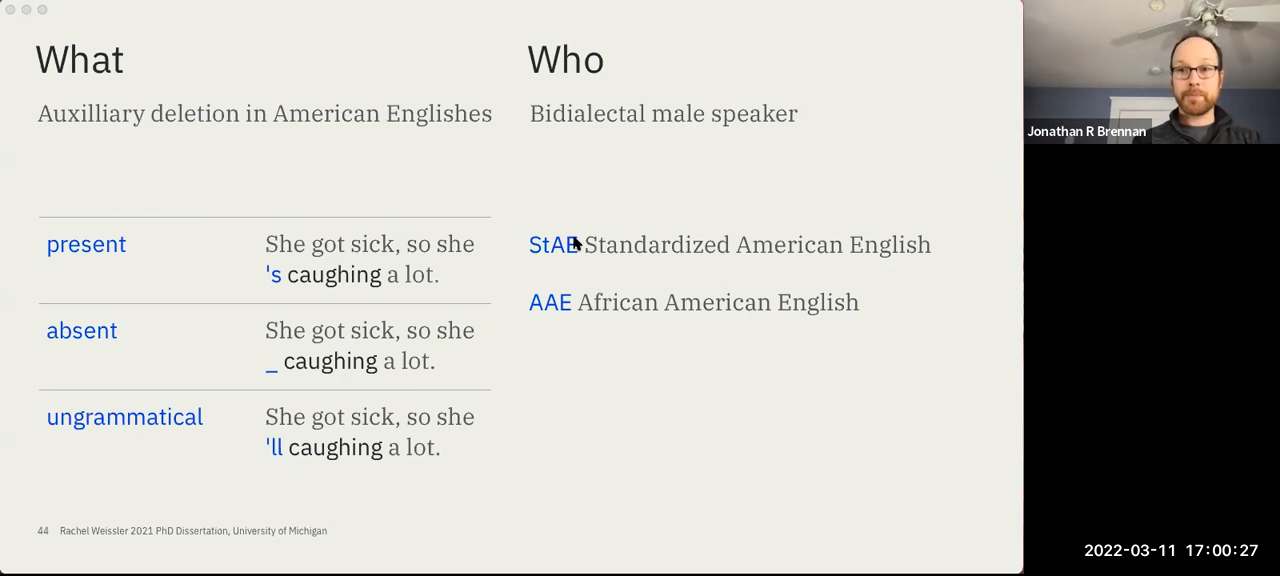 What
Auxilliary deletion in American Englishes
present
She got sick, so she
's caughing a lot.
absent
She got sick, so she
_ caughing a lot.
ungrammatical
She got sick, so she
'll caughing a lot.
44 Rachel Weissler 2021 PhD Dissertation, University of Michigan
Who
Bidialectal male speaker
StAE Standardized American English
AAE African American English
Jonathan R Brennan
2022-03-11 17:00:27